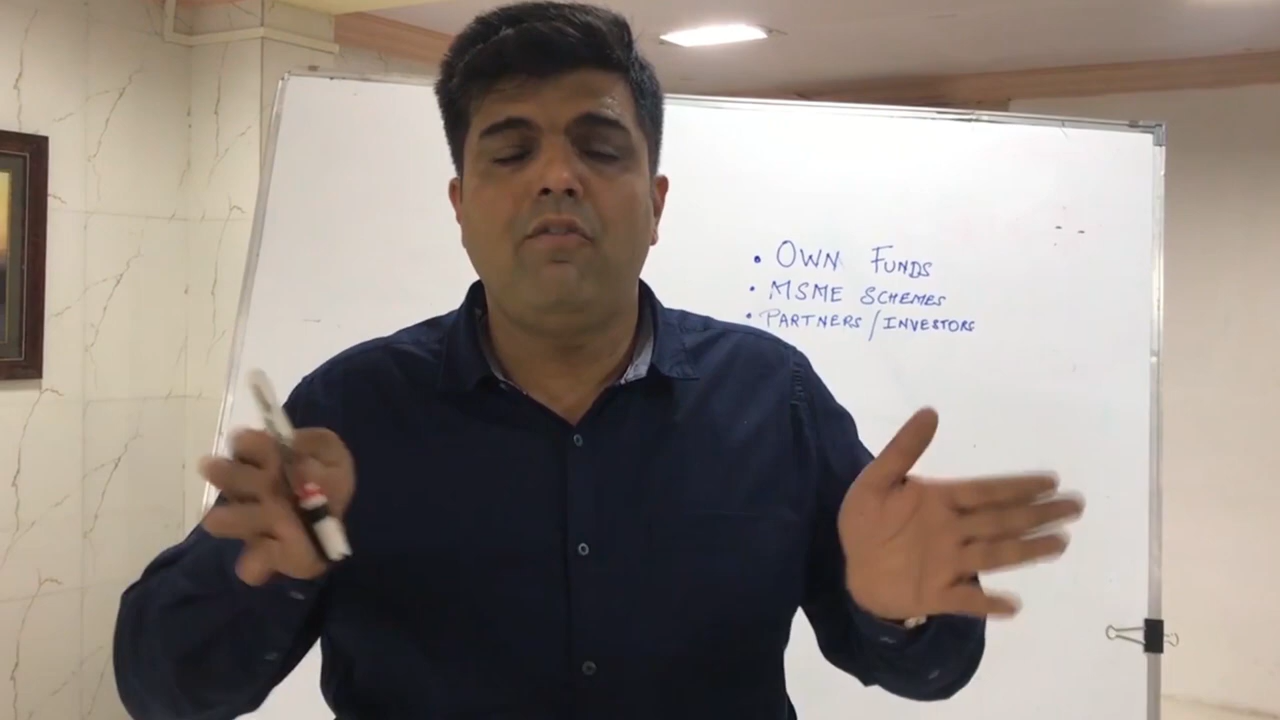 • OWN FUNDS
• MSME SCHEMES
• PARTNERS/INVESTORS